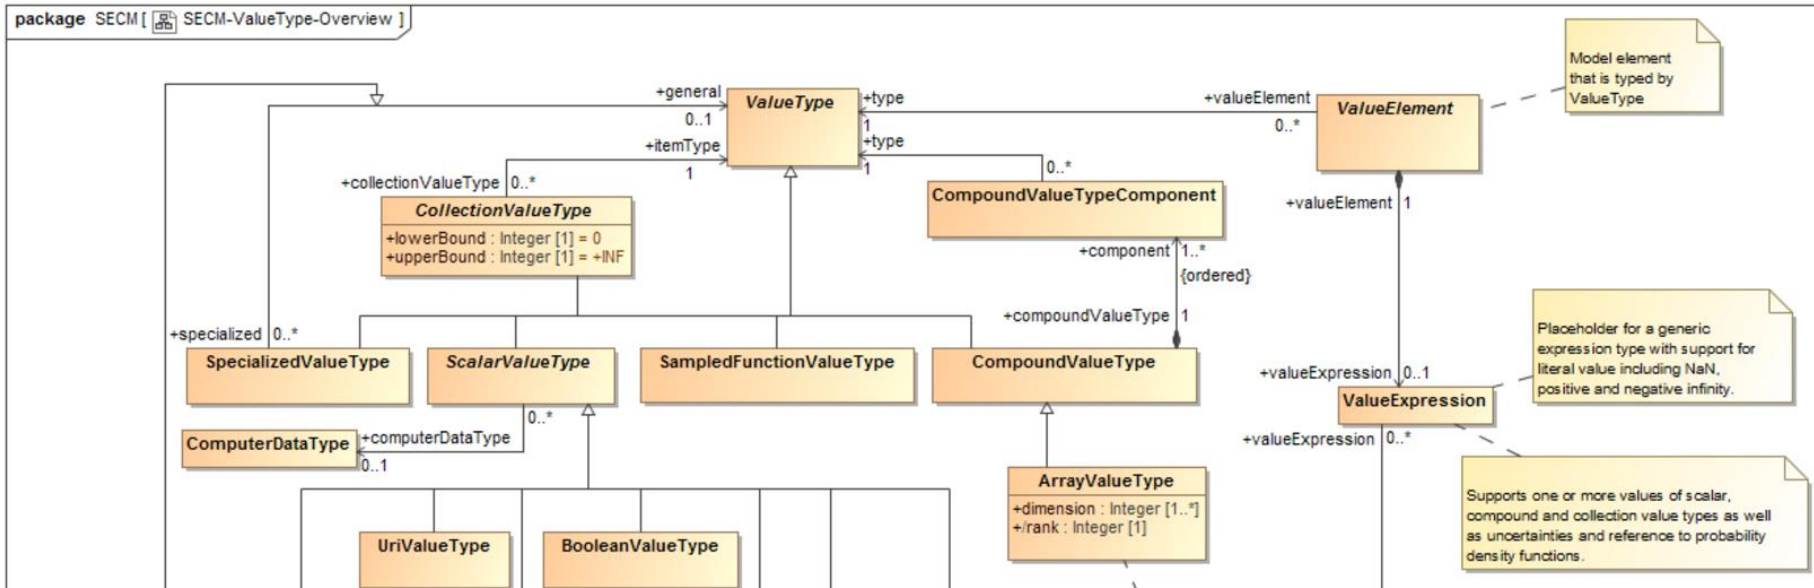 package SECM [ SECM-ValueType-Overview ]
Model element
that is typed by
ValueType
+general
0..1
ValueType
+type
1
+valueElement
0..*
ValueElement
+itemType
1
+type
1
0..*
+collectionValueType 0..*
CollectionValueType
+lowerBound : Integer [1] = 0
+upperBound : Integer [1] = +INF
CompoundValueTypeComponent
+valueElement 1
+component 1..*
{ordered}
+compoundValueType 1
+specialized 0..*
SpecializedValueType
ScalarValueType
SampledFunctionValueType
CompoundValueType
Placeholder for a generic
expression type with support for
literal value including NaN,
positive and negative infinity.
+valueExpression 0..1
ValueExpression
+valueExpression 0..*
0..*
ComputerDataType
+computerDataType
0..1
ArrayValueType
+dimension : Integer [1..*]
+/rank : Integer [1]
Supports one or more values of scalar,
compound and collection value types as well
as uncertainties and reference to probability
density functions.
UriValueType
BooleanValueType